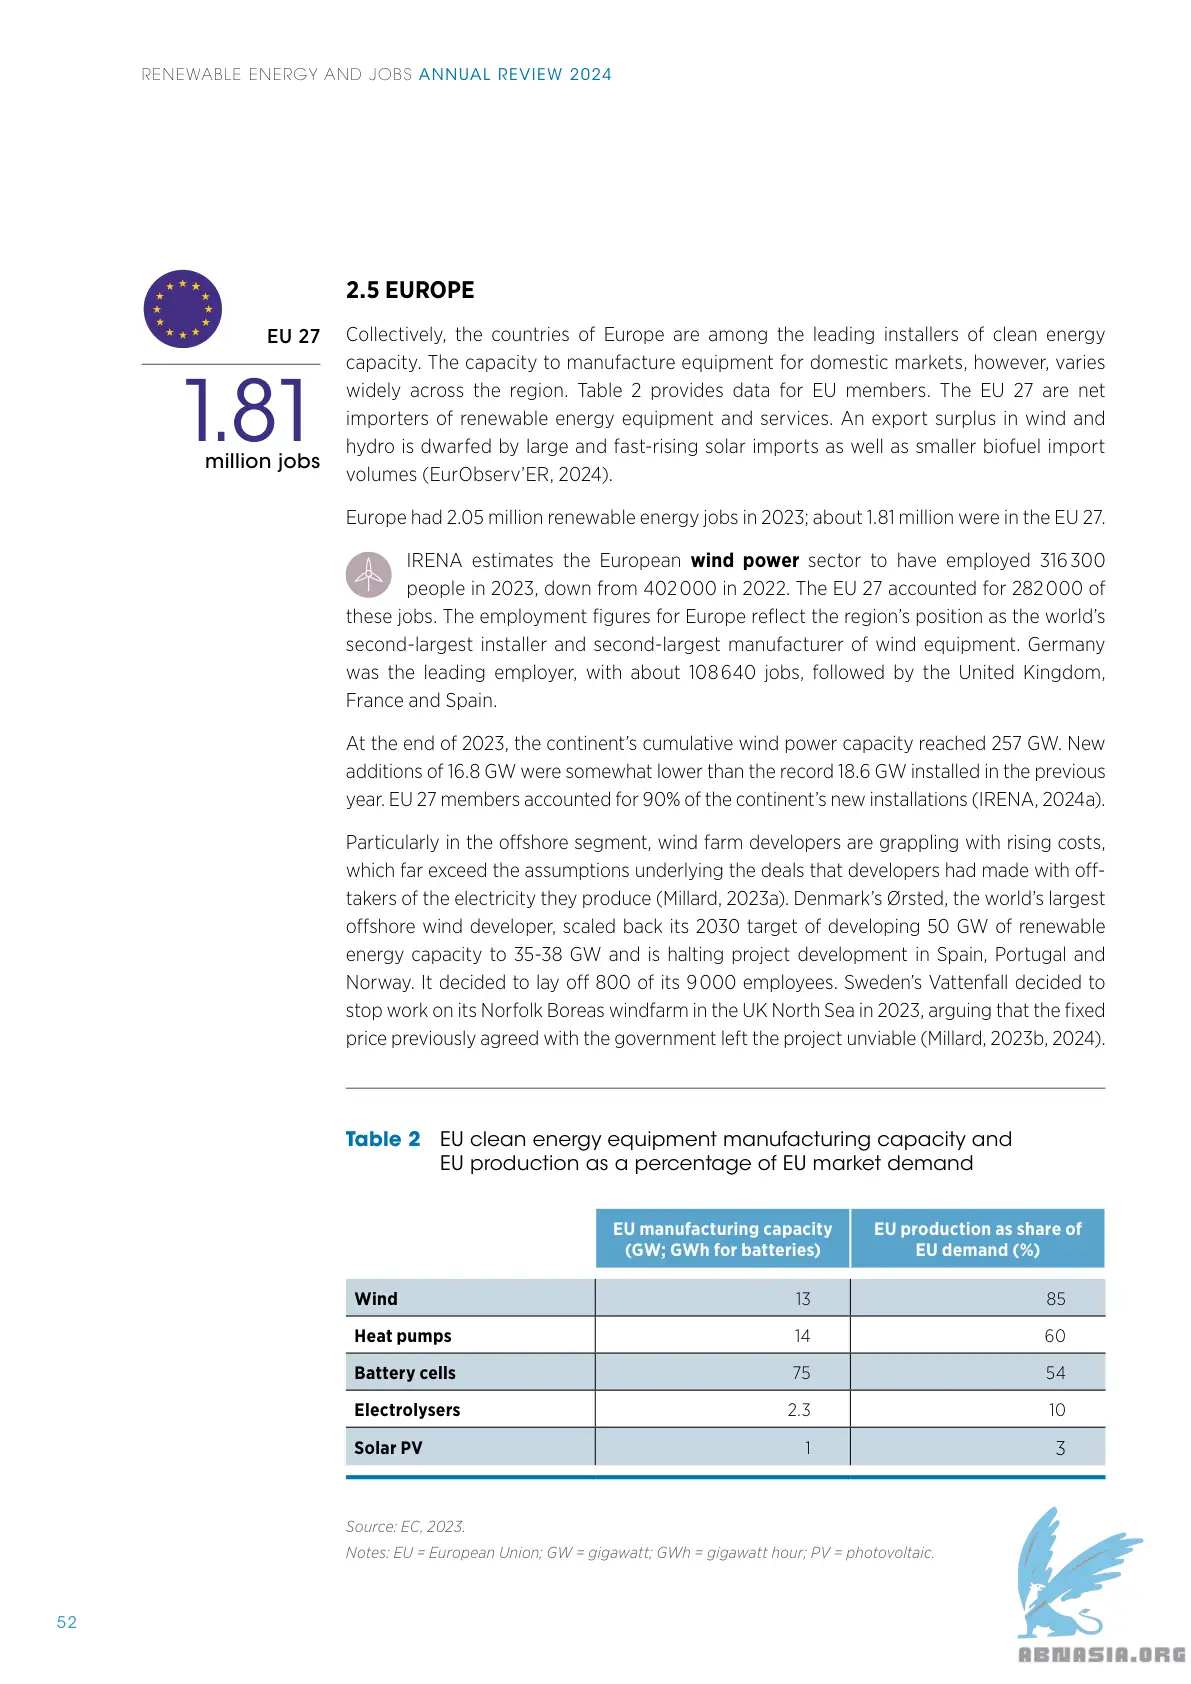 RENEWABLE ENERGY AND JOBS ANNUAL REVIEW 2024
EU 27
1.81
million jobs
2.5 EUROPE
Collectively, the countries of Europe are among the leading installers of clean energy
capacity. The capacity to manufacture equipment for domestic markets, however, varies
widely across the region. Table 2 provides data for EU members. The EU 27 are net
importers of renewable energy equipment and services. An export surplus in wind and
hydro is dwarfed by large and fast-rising solar imports as well as smaller biofuel import
volumes (EurObserv’ER, 2024).
Europe had 2.05 million renewable energy jobs in 2023; about 1.81 million were in the EU 27.
IRENA estimates the European wind power sector to have employed 316 300
people in 2023, down from 402 000 in 2022. The EU 27 accounted for 282 000 of
these jobs. The employment figures for Europe reflect the region’s position as the world’s
second-largest installer and second-largest manufacturer of wind equipment. Germany
was the leading employer, with about 108 640 jobs, followed by the United Kingdom,
France and Spain.
At the end of 2023, the continent’s cumulative wind power capacity reached 257 GW. New
additions of 16.8 GW were somewhat lower than the record 18.6 GW installed in the previous
year. EU 27 members accounted for 90% of the continent’s new installations (IRENA, 2024a).
Particularly in the offshore segment, wind farm developers are grappling with rising costs,
which far exceed the assumptions underlying the deals that developers had made with off-
takers of the electricity they produce (Millard, 2023a). Denmark’s Ørsted, the world’s largest
offshore wind developer, scaled back its 2030 target of developing 50 GW of renewable
energy capacity to 35-38 GW and is halting project development in Spain, Portugal and
Norway. It decided to lay off 800 of its 9 000 employees. Sweden’s Vattenfall decided to
stop work on its Norfolk Boreas windfarm in the UK North Sea in 2023, arguing that the fixed
price previously agreed with the government left the project unviable (Millard, 2023b, 2024).
Table 2 EU clean energy equipment manufacturing capacity and
EU production as a percentage of EU market demand
EU manufacturing capacity EU production as share of
(GW; GWh for batteries) EU demand (%)
Wind 13 85
Heat pumps 14 60
Battery cells 75 54
Electrolysers 2.3 10
Solar PV 1 3
Source: EC, 2023.
Notes: EU = European Union; GW = gigawatt; GWh = gigawatt hour; PV = photovoltaic.
52
ABNASIA.ORG